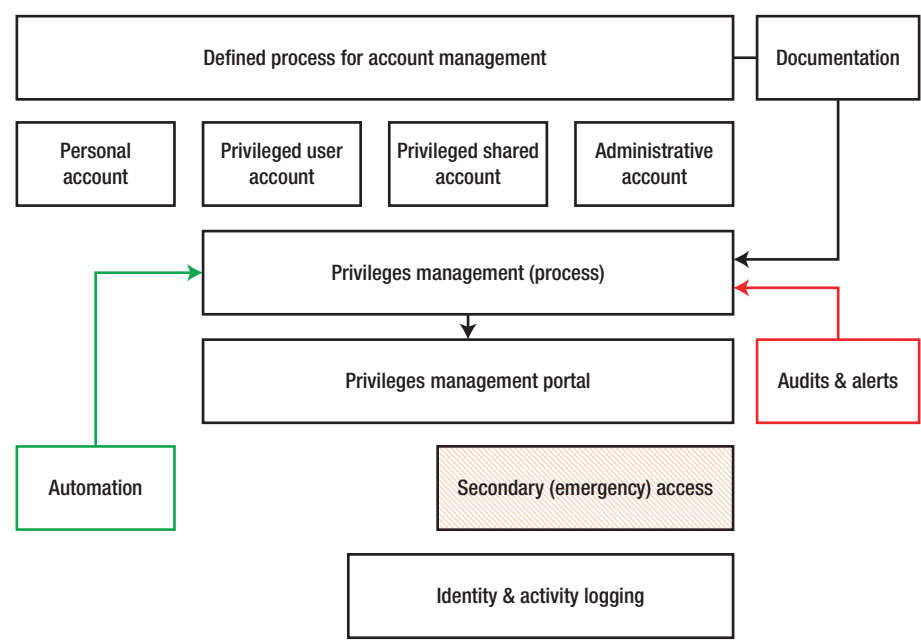 Defined process for account management
Documentation
Personal
account
Privileged user
account
Privileged shared
account
Administrative
account
Privileges management (process)
Privileges management portal
Audits & alerts
Automation
Secondary (emergency) access
Identity & activity logging